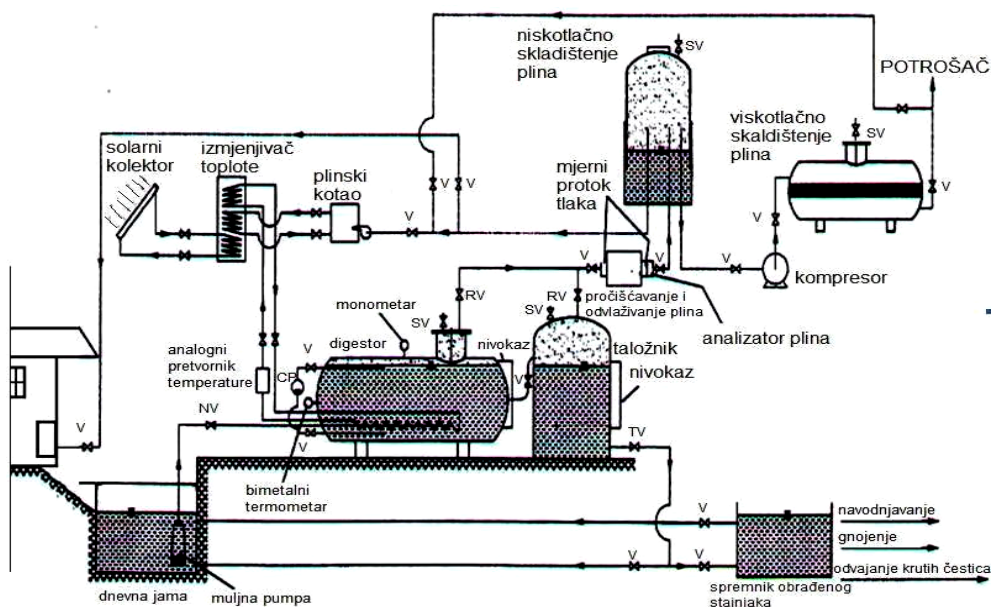 niskotlačno
skladištenje
plina
SV
POTROŠAČ
viskotlačno
skaldištenje
plina
SV
V
V
kompresor
V
solarni
kolektor
izmjenjivač
toplote
plinski
kotao
V
V
V
mjerni
protok
tlaka
V
V
pročišćavanje i
odvlaživanje plina
analizator plina
RV
RV
SV
SV
monometar
digestor
nivokaz
taložnik
nivokaz
analogni
pretvornik
temperature
CP
V
V
V
NV
V
TV
bimetalni
termometar
dnevna jama
muljna pumpa
V
V
V
navodnjavanje
gnojenje
odvajanje krutih čestica
spremnik obrađenog
stajnjaka